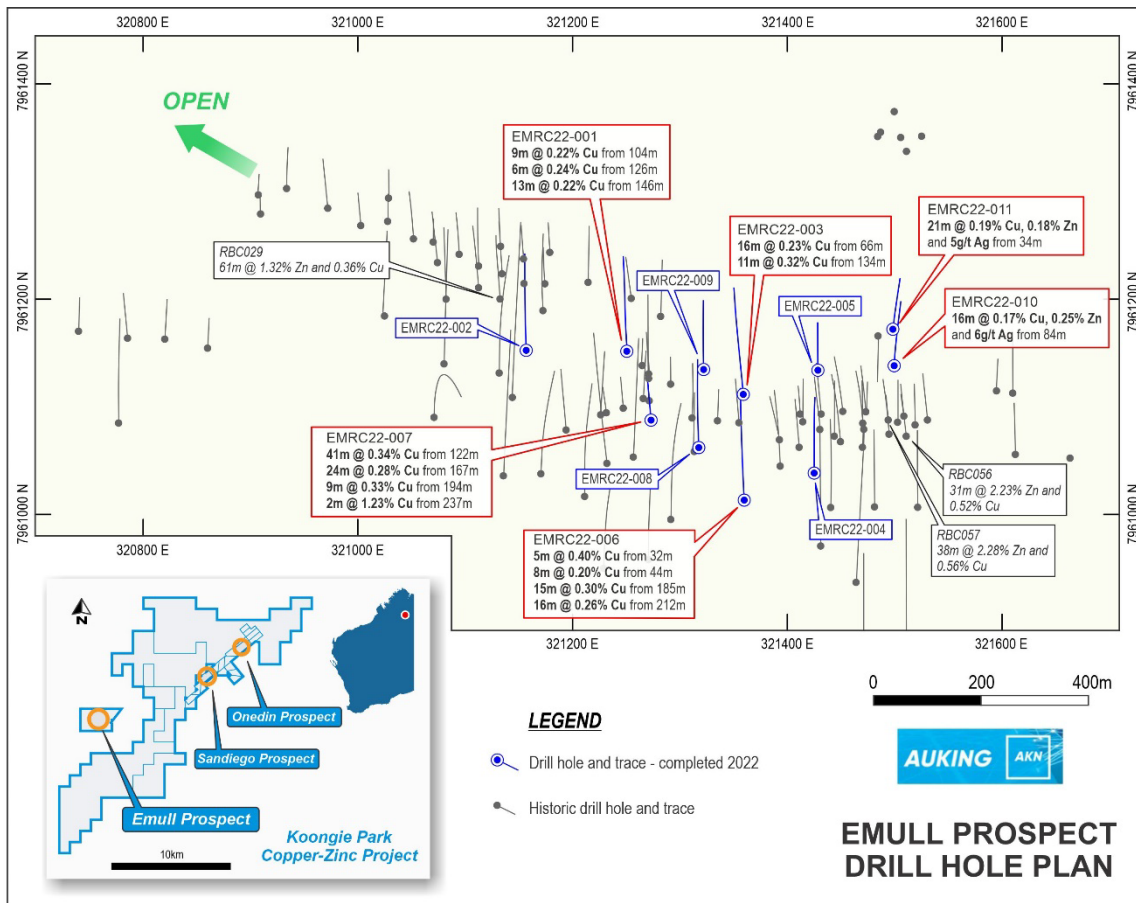 320800 E
321000 E
321200 E
321400 E
321600 E
7961400 N
7961400 N
OPEN
EMRC22-001
9m @ 0.22% Cu from 104m
6m @ 0.24% Cu from 126m
13m @ 0.22% Cu from 146m
EMRC22-003
16m @ 0.23% Cu from 66m
11m @ 0.32% Cu from 134m
EMRC22-011
21m @ 0.19% Cu, 0.18% Zn
and 5g/t Ag from 34m
RBC029
61m @ 1.32% Zn and 0.36% Cu
EMRC22-009
7961200 N
7961200 N
EMRC22-002
EMRC22-005
EMRC22-010
16m @ 0.17% Cu, 0.25% Zn
and 6g/t Ag from 84m
EMRC22-007
41m @ 0.34% Cu from 122m
24m @ 0.28% Cu from 167m
9m @ 0.33% Cu from 194m
2m @ 1.23% Cu from 237m
EMRC22-008
RBC056
31m @ 2.23% Zn and
0.52% Cu
7961000 N
7961000 N
EMRC22-004
RBC057
38m @ 2.28% Zn and
0.56% Cu
EMRC22-006
5m @ 0.40% Cu from 32m
8m @ 0.20% Cu from 44m
15m @ 0.30% Cu from 185m
16m @ 0.26% Cu from 212m
320800 E
321000 E
321200 E
321400 E
321600 E
N
Onedin Prospect
Sandiego Prospect
Emull Prospect
Koongie Park
Copper-Zinc Project
10km
0 200 400m
LEGEND
Drill hole and trace - completed 2022
Historic drill hole and trace
AUKING AKN
EMULL PROSPECT
DRILL HOLE PLAN